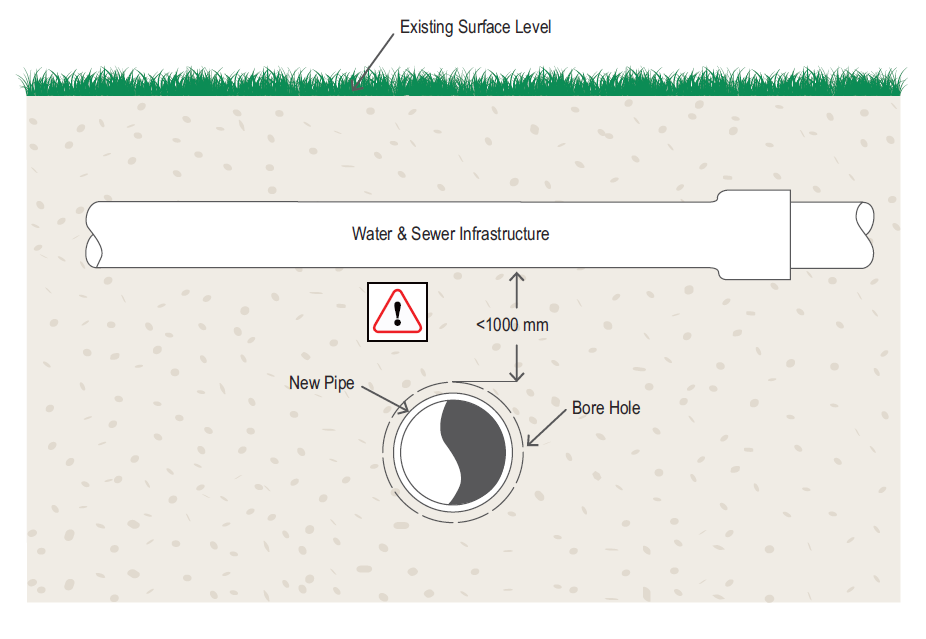 Existing Surface Level
Water & Sewer Infrastructure
!
<1000 mm
New Pipe
Bore Hole